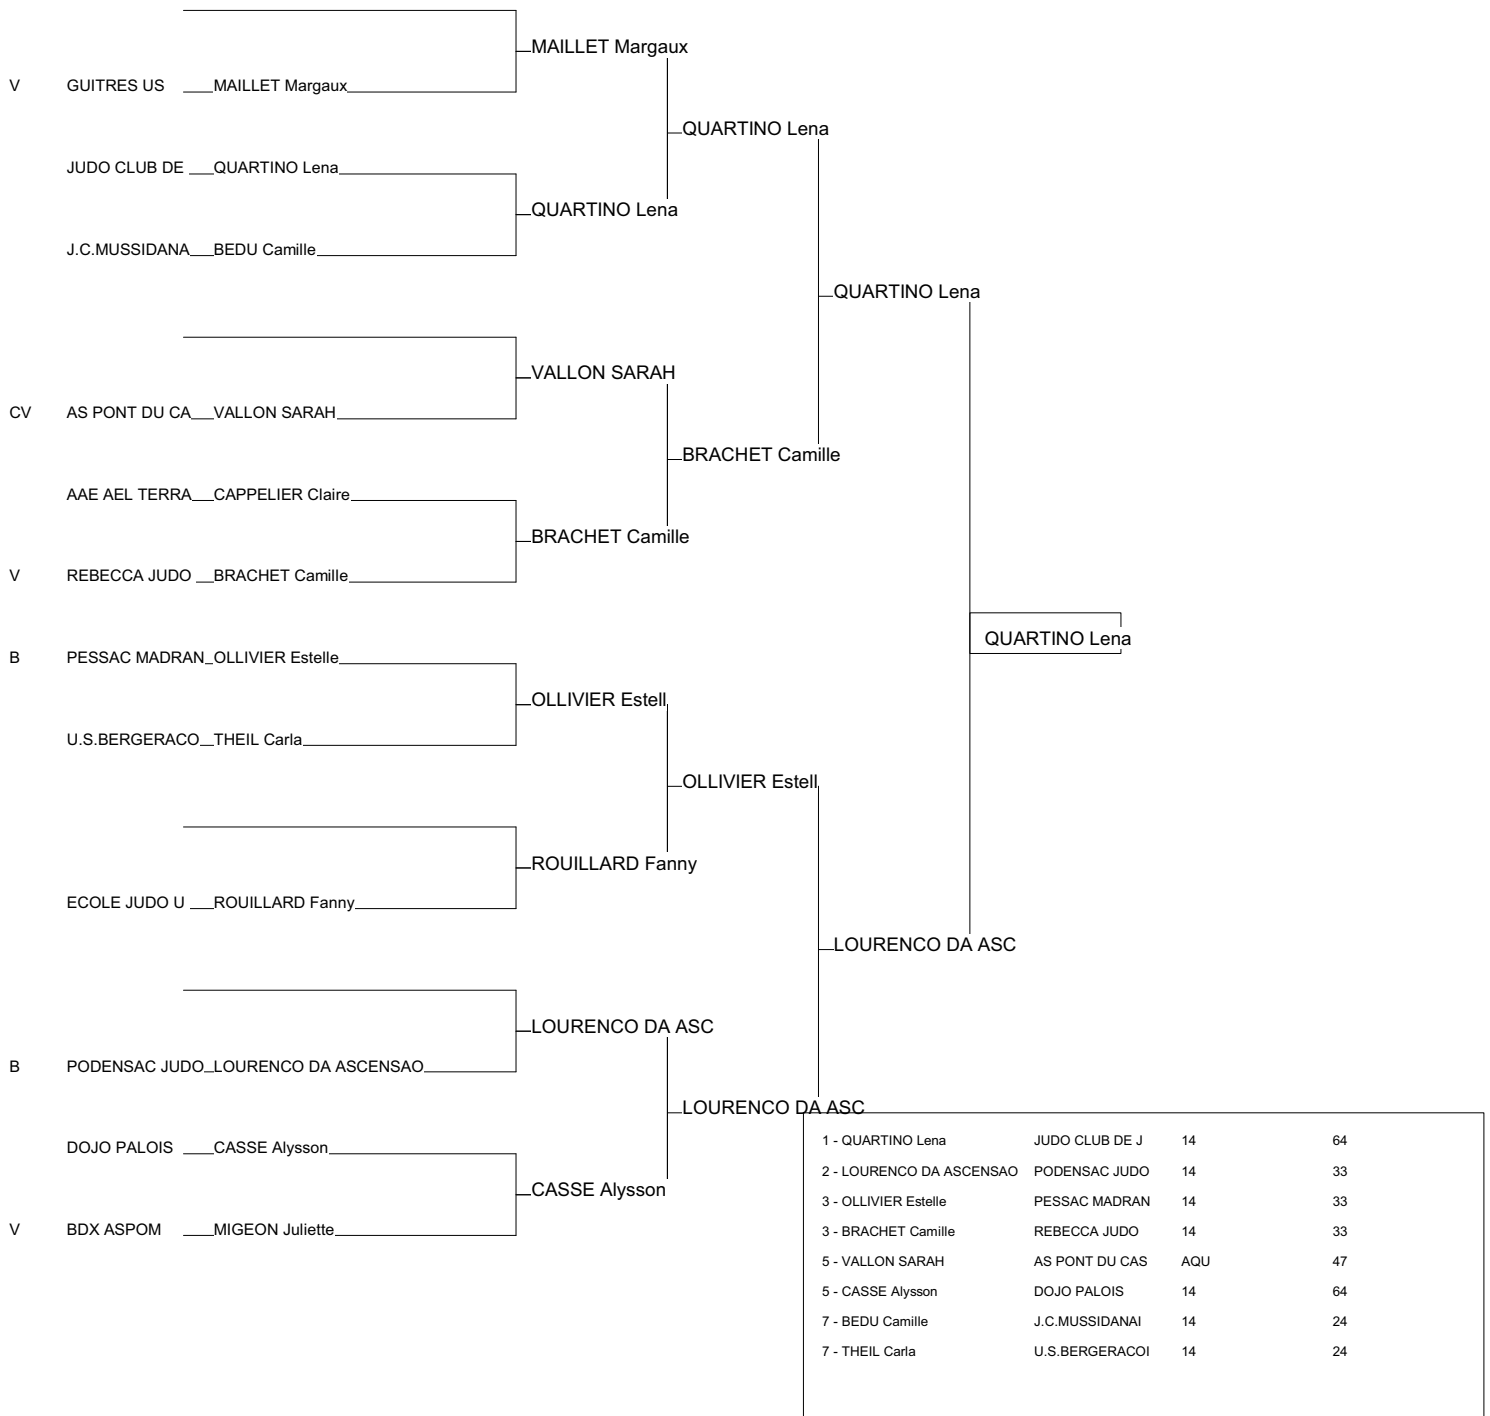 MAILLET Margaux
V GUITRES US MAILLET Margaux
QUARTINO Lena
JUDO CLUB DE QUARTINO Lena
QUARTINO Lena
J.C.MUSSIDANA BEDU Camille
QUARTINO Lena
VALLON SARAH
CV AS PONT DU CA VALLON SARAH
BRACHET Camille
AAE AEL TERRA CAPPELIER Claire
BRACHET Camille
V REBECCA JUDO BRACHET Camille
QUARTINO Lena
B PESSAC MADRAN OLLIVIER Estelle
OLLIVIER Estell
U.S.BERGERACO THEIL Carla
OLLIVIER Estell
ROUILLARD Fanny
ECOLE JUDO U ROUILLARD Fanny
LOURENCO DA ASC
LOURENCO DA ASC
B PODENSAC JUDO LOURENCO DA ASCENSAO
LOURENCO DA ASC
DOJO PALOIS CASSE Alysson
CASSE Alysson
V BDX ASPOM MIGEON Juliette
1 - QUARTINO Lena JUDO CLUB DE J 14 64
2 - LOURENCO DA ASCENSAO PODENSAC JUDO 14 33
3 - OLLIVIER Estelle PESSAC MADRAN 14 33
3 - BRACHET Camille REBECCA JUDO 14 33
5 - VALLON SARAH AS PONT DU CAS AQU 47
5 - CASSE Alysson DOJO PALOIS 14 64
7 - BEDU Camille J.C.MUSSIDANAI 14 24
7 - THEIL Carla U.S.BERGERACOI 14 24